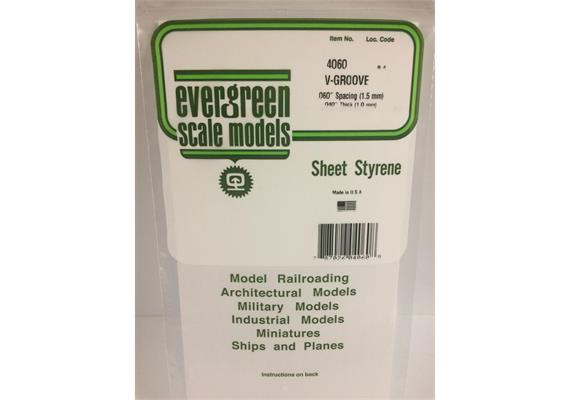 Item No. Loc. Code
4060
V-GROOVE
.060" Spacing (1.5 mm)
.040" Thick (1.0 mm)
evergreen
scale models
Sheet Styrene
Made in U S A
Model Railroading
Architectural Models
Military Models
Industrial Models
Miniatures
Ships and Planes
Instructions on back